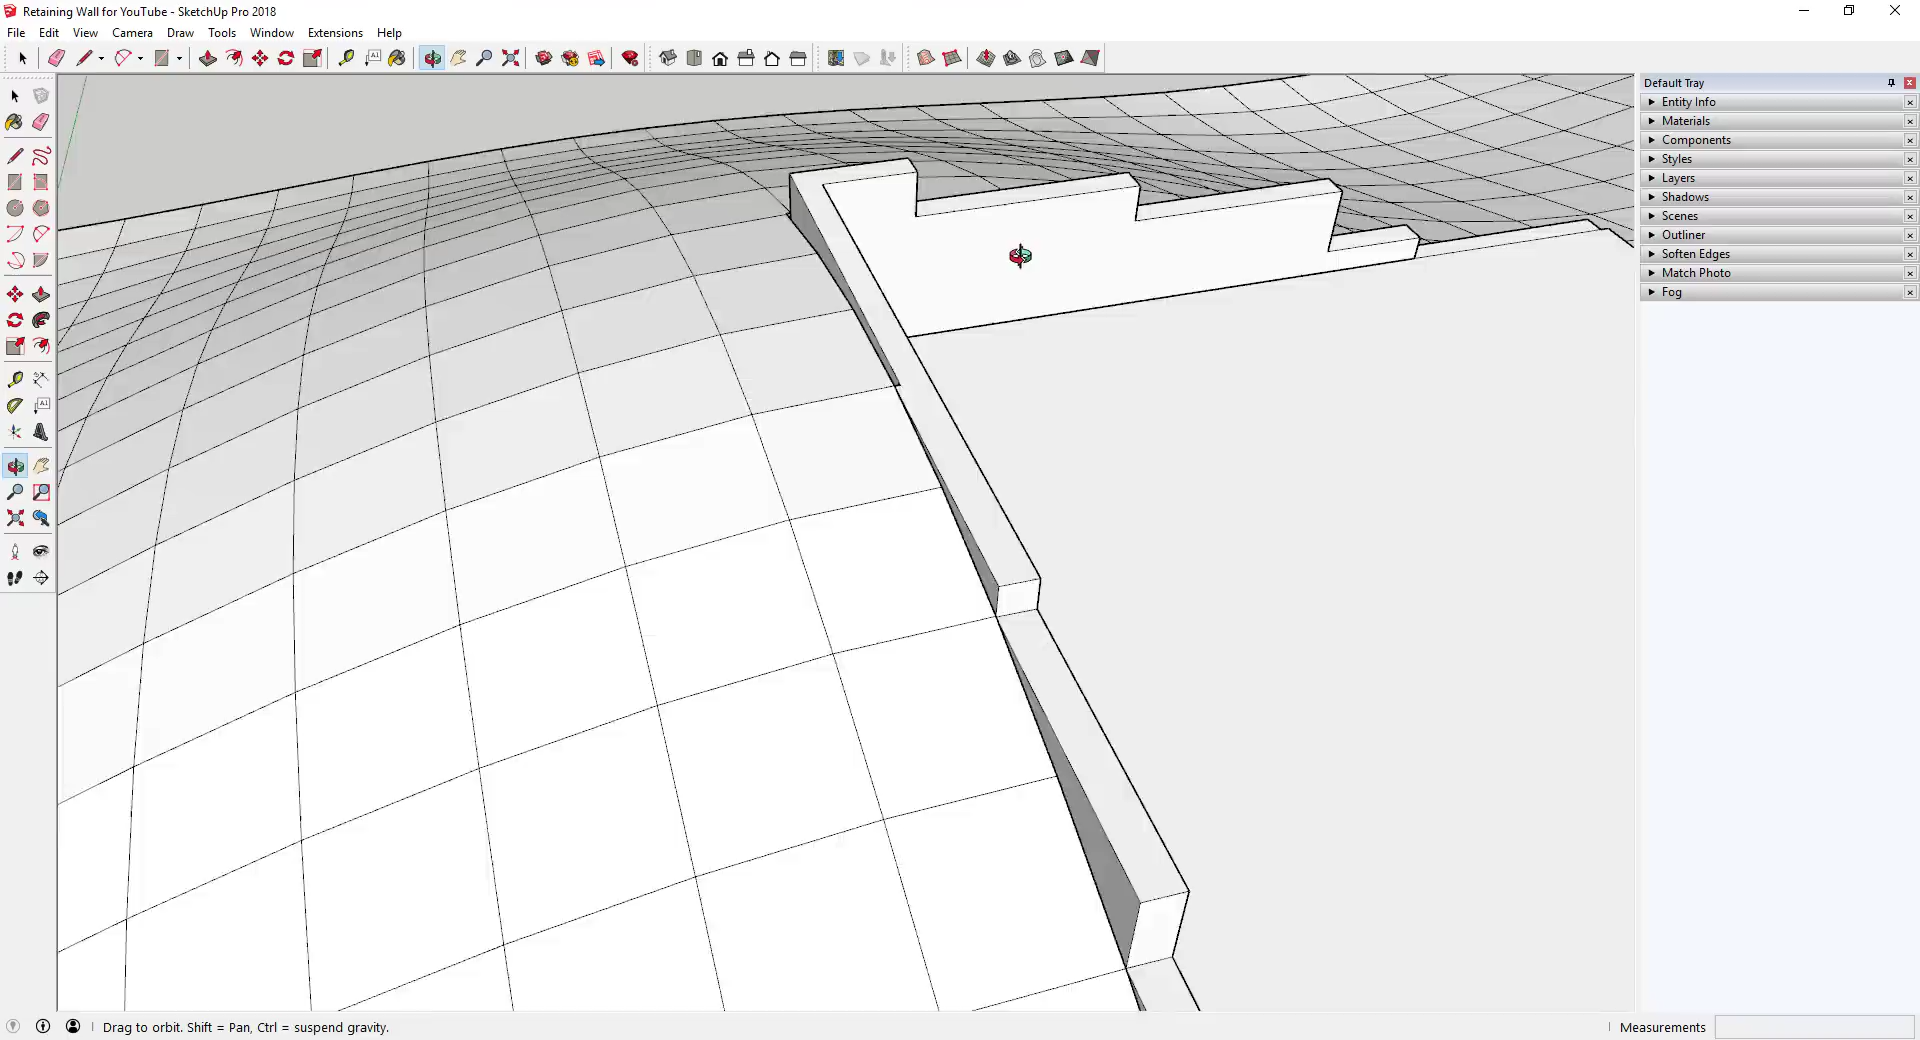 Retaining Wall for YouTube - SketchUp Pro 2018
File Edit View Camera Draw Tools Window Extensions Help
Default Tray
Entity Info
Materials
Components
Styles
Layers
Shadows
Scenes
Outliner
Soften Edges
Match Photo
Fog
Drag to orbit. Shift = Pan, Ctrl = suspend gravity.
Measurements